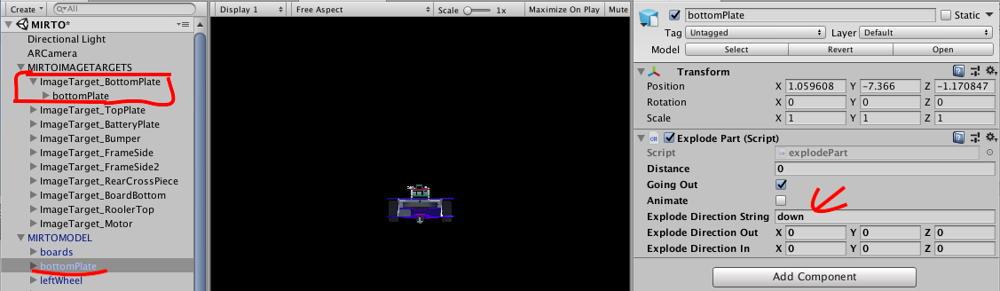 Create
All
MIRTO*
Directional Light
ARCamera
MIRTOIMAGETARGETS
ImageTarget_BottomPlate
bottomPlate
ImageTarget_TopPlate
ImageTarget_BatteryPlate
ImageTarget_Bumper
ImageTarget_FrameSide
ImageTarget_FrameSide2
ImageTarget_RearCrossPiece
ImageTarget_BoardBottom
ImageTarget_RoolerTop
ImageTarget_Motor
MIRTOMODEL
boards
bottomPlate
leftWheel
Display 1 Free Aspect Scale 1x Maximize On Play Mute
bottomPlate Static
Tag Untagged Layer Default
Model Select Revert Open
Transform
Position X 1.059608 Y -7.366 Z -1.170847
Rotation X 0 Y 0 Z 0
Scale X 1 Y 1 Z 1
C# Explode Part (Script)
Script explodePart
Distance 0
Going Out
Animate
Explode Direction String down
Explode Direction Out X 0 Y 0 Z 0
Explode Direction In X 0 Y 0 Z 0
Add Component